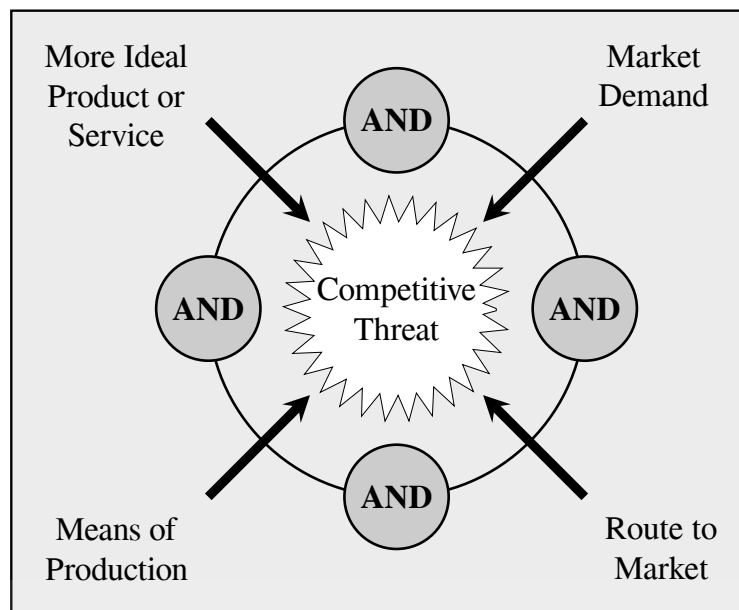 More Ideal
Product or
Service
Market
Demand
AND
AND
Competitive
Threat
AND
AND
Means of
Production
Route to
Market